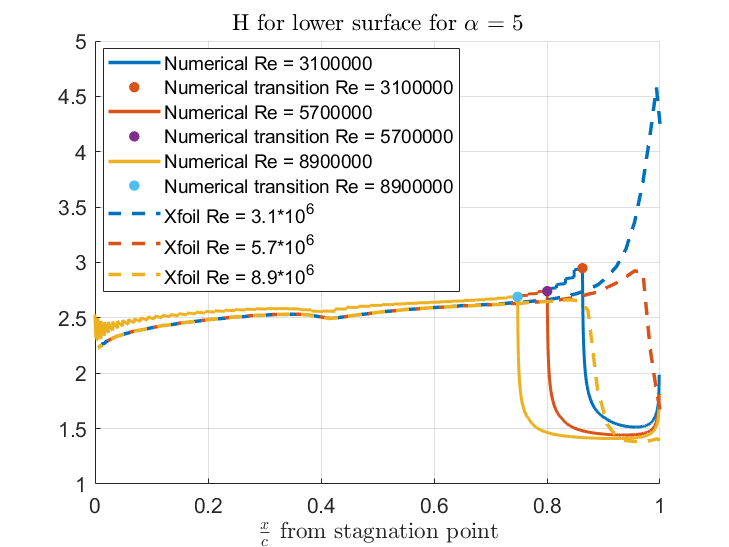 H for lower surface for α = 5
5
4.5
4
3.5
3
2.5
2
1.5
1
Numerical Re = 3100000
Numerical transition Re = 3100000
Numerical Re = 5700000
Numerical transition Re = 5700000
Numerical Re = 8900000
Numerical transition Re = 8900000
Xfoil Re = 3.1*10^6
Xfoil Re = 5.7*10^6
Xfoil Re = 8.9*10^6
0 0.2 0.4 0.6 0.8 1
x/c from stagnation point